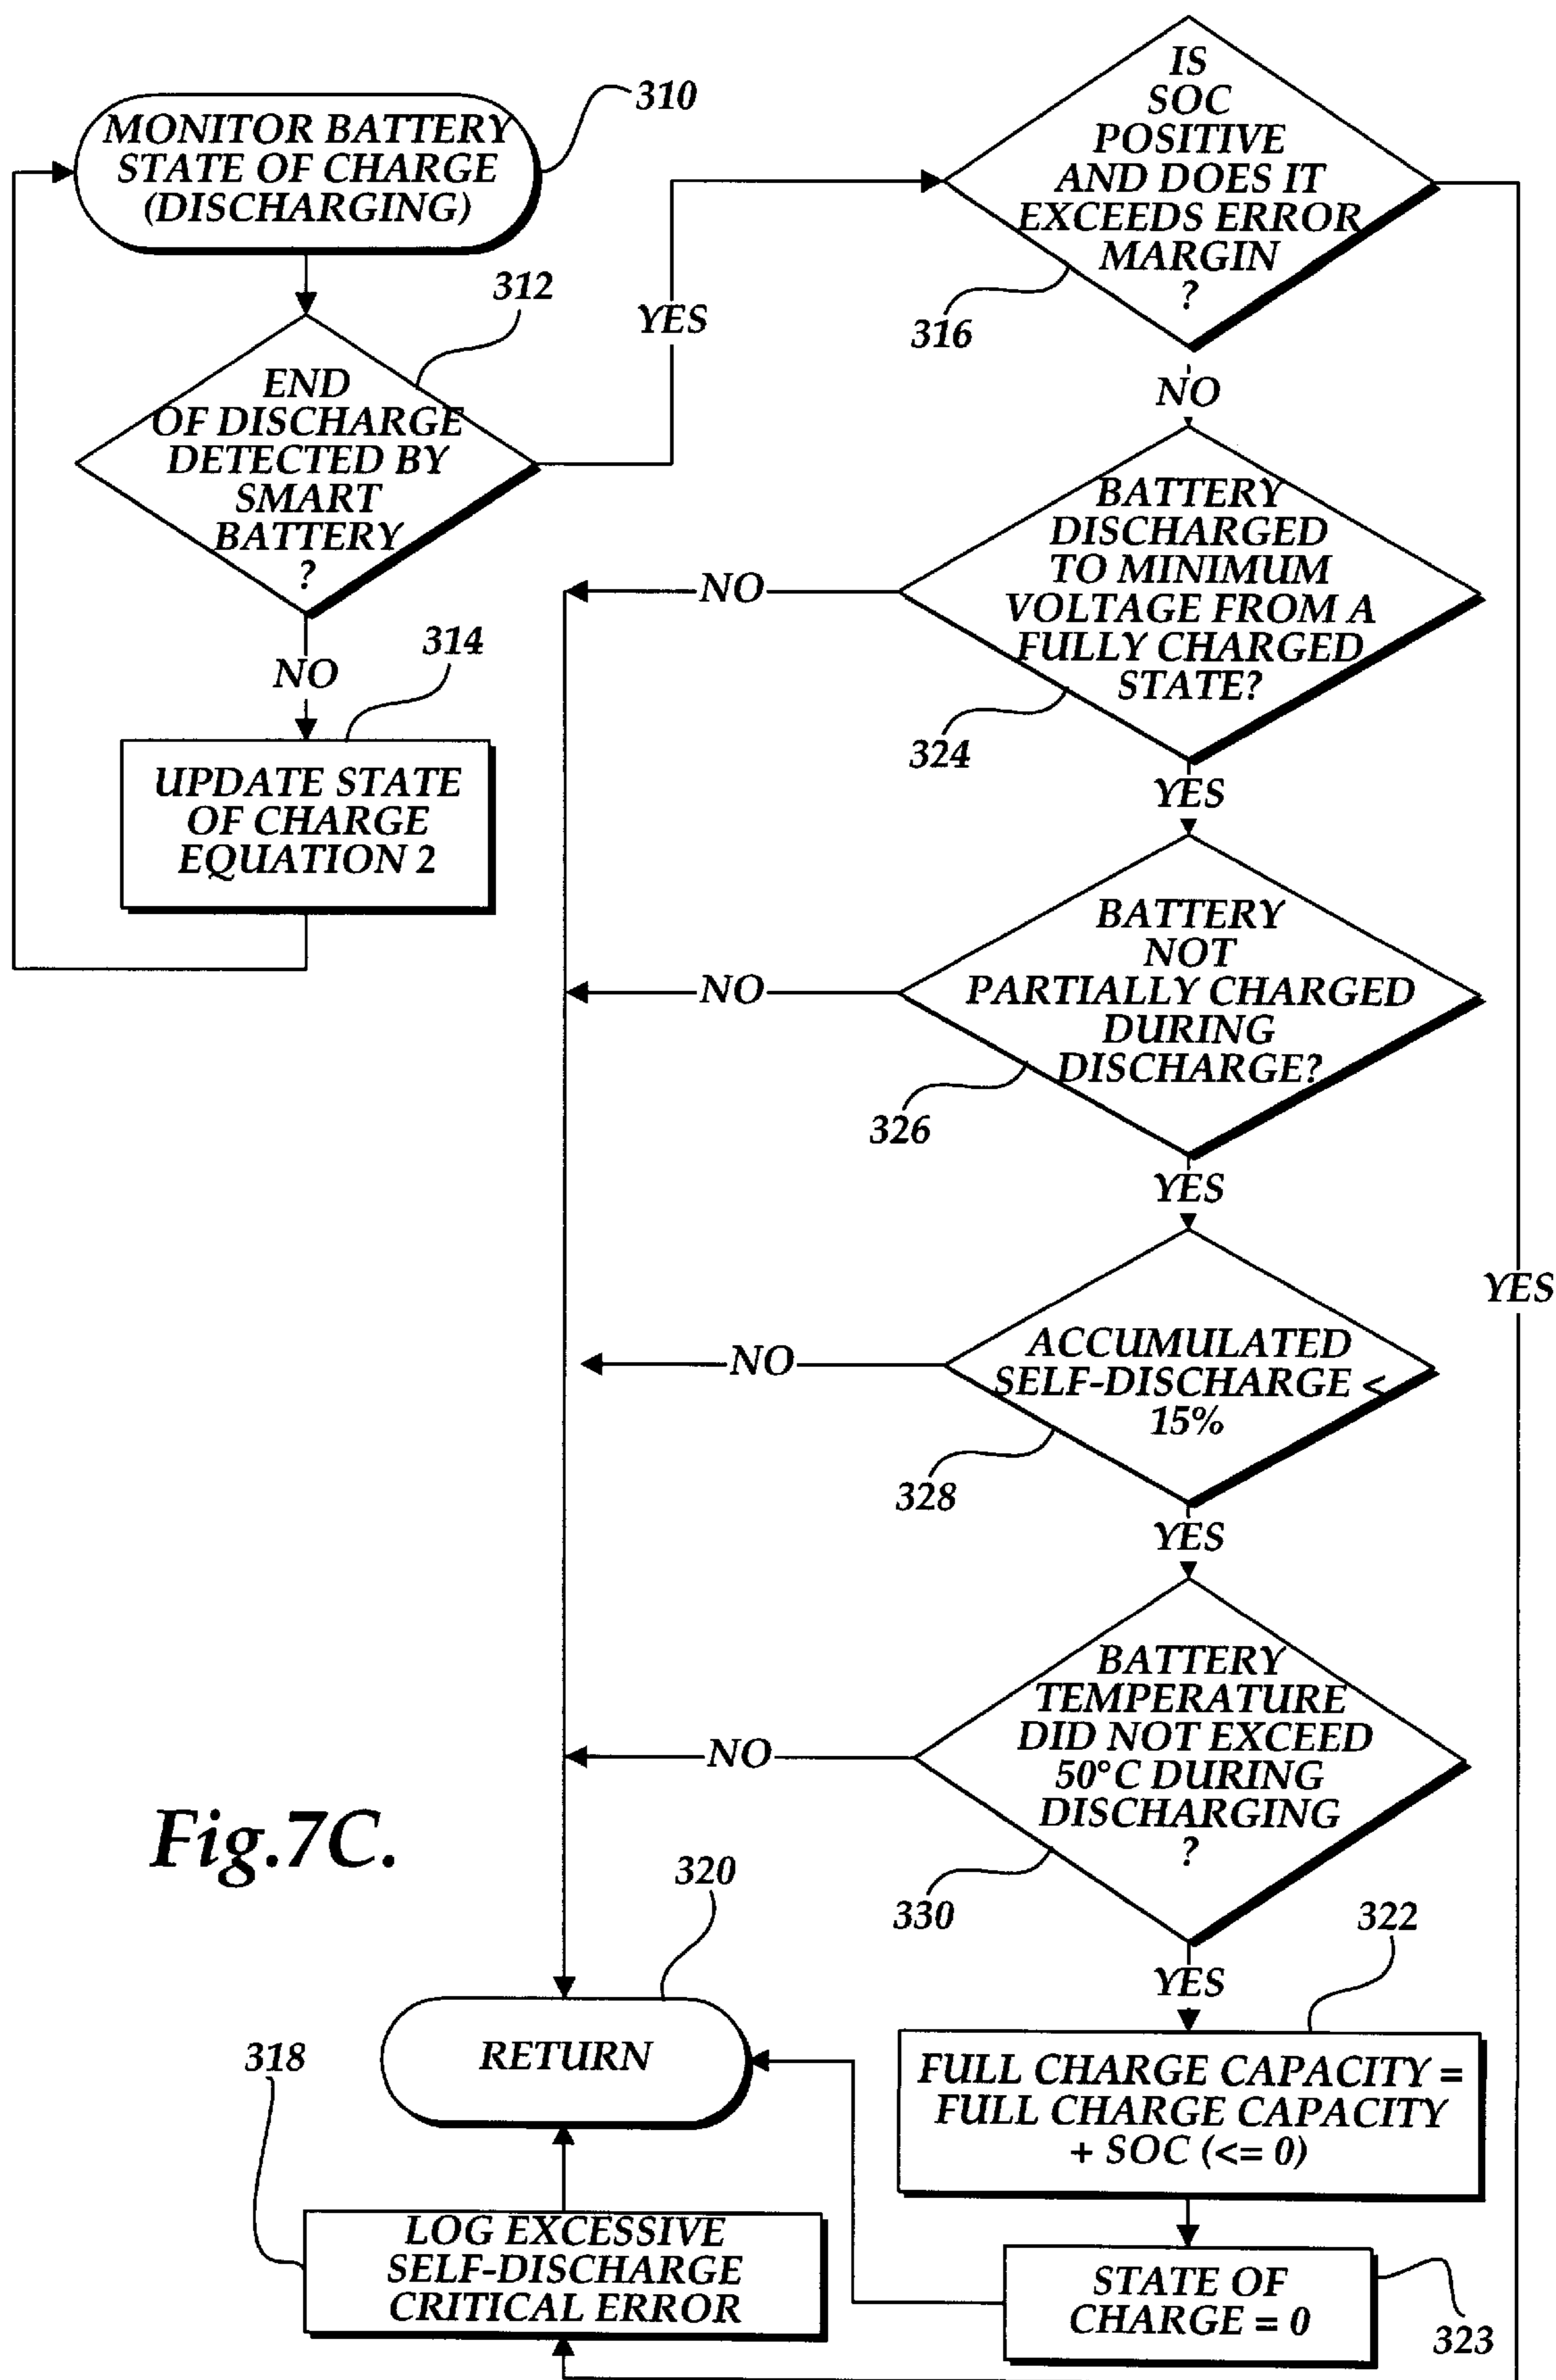 MONITOR BATTERY
STATE OF CHARGE
(DISCHARGING)
310
312
END
OF DISCHARGE
DETECTED BY
SMART
BATTERY
?
YES
NO
314
UPDATE STATE
OF CHARGE
EQUATION 2
IS
SOC
POSITIVE
AND DOES IT
EXCEEDS ERROR
MARGIN
?
316
NO
YES
BATTERY
DISCHARGED
TO MINIMUM
VOLTAGE FROM A
FULLY CHARGED
STATE?
324
NO
YES
BATTERY
NOT
PARTIALLY CHARGED
DURING
DISCHARGE?
326
NO
YES
ACCUMULATED
SELF-DISCHARGE <
15%
328
NO
YES
BATTERY
TEMPERATURE
DID NOT EXCEED
50°C DURING
DISCHARGING
?
330
NO
YES
322
FULL CHARGE CAPACITY =
FULL CHARGE CAPACITY
+ SOC (<= 0)
STATE OF
CHARGE = 0
323
320
RETURN
318
LOG EXCESSIVE
SELF-DISCHARGE
CRITICAL ERROR
Fig.7C.